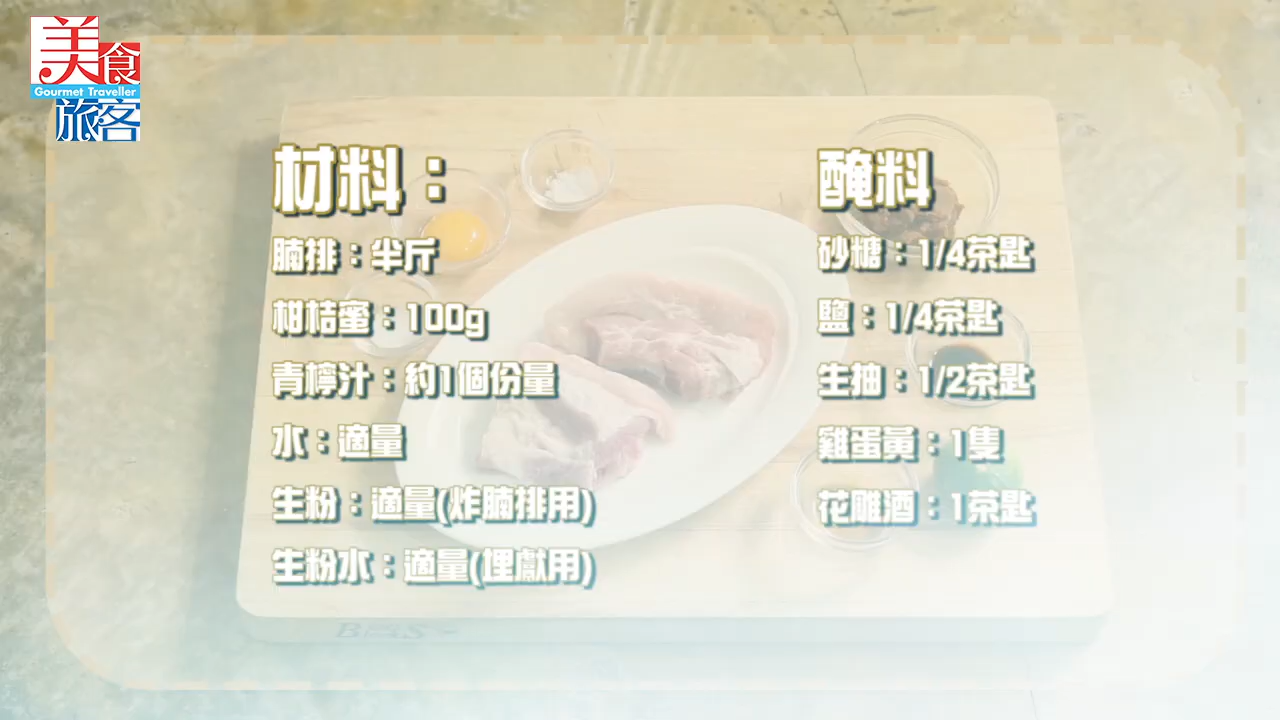 美食
Gourmet Traveller
旅客
材料：
腩排：半斤
柑桔蜜：100g
青檸汁：約1個份量
水：適量
生粉：適量(炸腩排用)
生粉水：適量(埋獻用)
醃料
砂糖：1/4茶匙
鹽：1/4茶匙
生抽：1/2茶匙
雞蛋黃：1隻
花雕酒：1茶匙